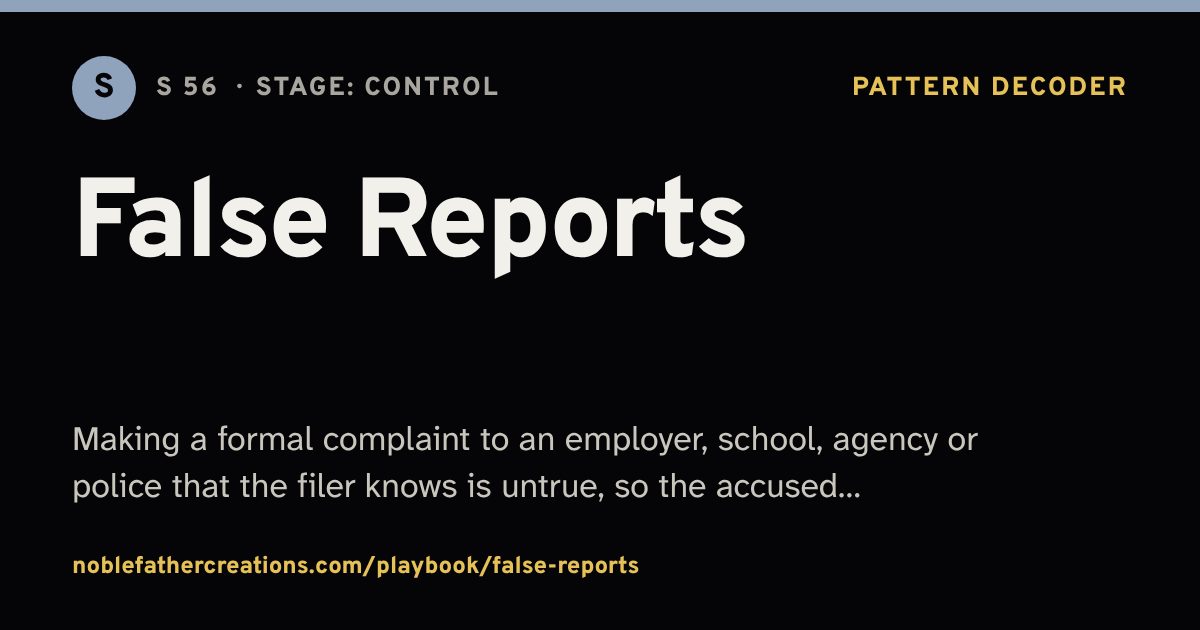 S
S 56 · STAGE: CONTROL
PATTERN DECODER
False Reports
Making a formal complaint to an employer, school, agency or
police that the filer knows is untrue, so the accused...
noblefathercreations.com/playbook/false-reports